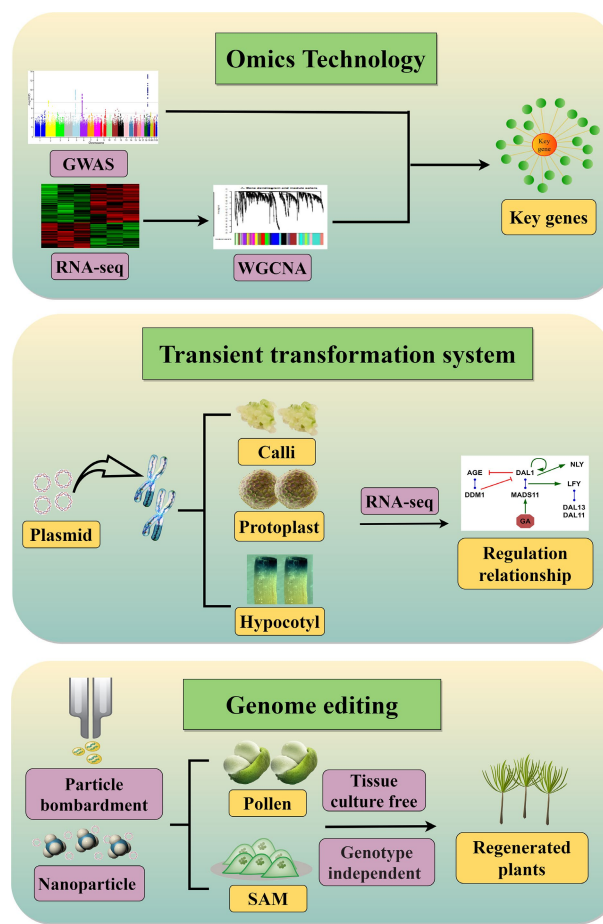 Omics Technology
GWAS
RNA-seq
WGCNA
Key
gene
Key genes
Transient transformation system
Plasmid
Calli
Protoplast
Hypocotyl
RNA-seq
AGE
DAL1
NLY
DDM1
MADS11
LFY
GA
DAL13
DAL11
Regulation
relationship
Genome editing
Particle
bombardment
Nanoparticle
Pollen
SAM
Tissue
culture free
Genotype
independent
Regenerated
plants